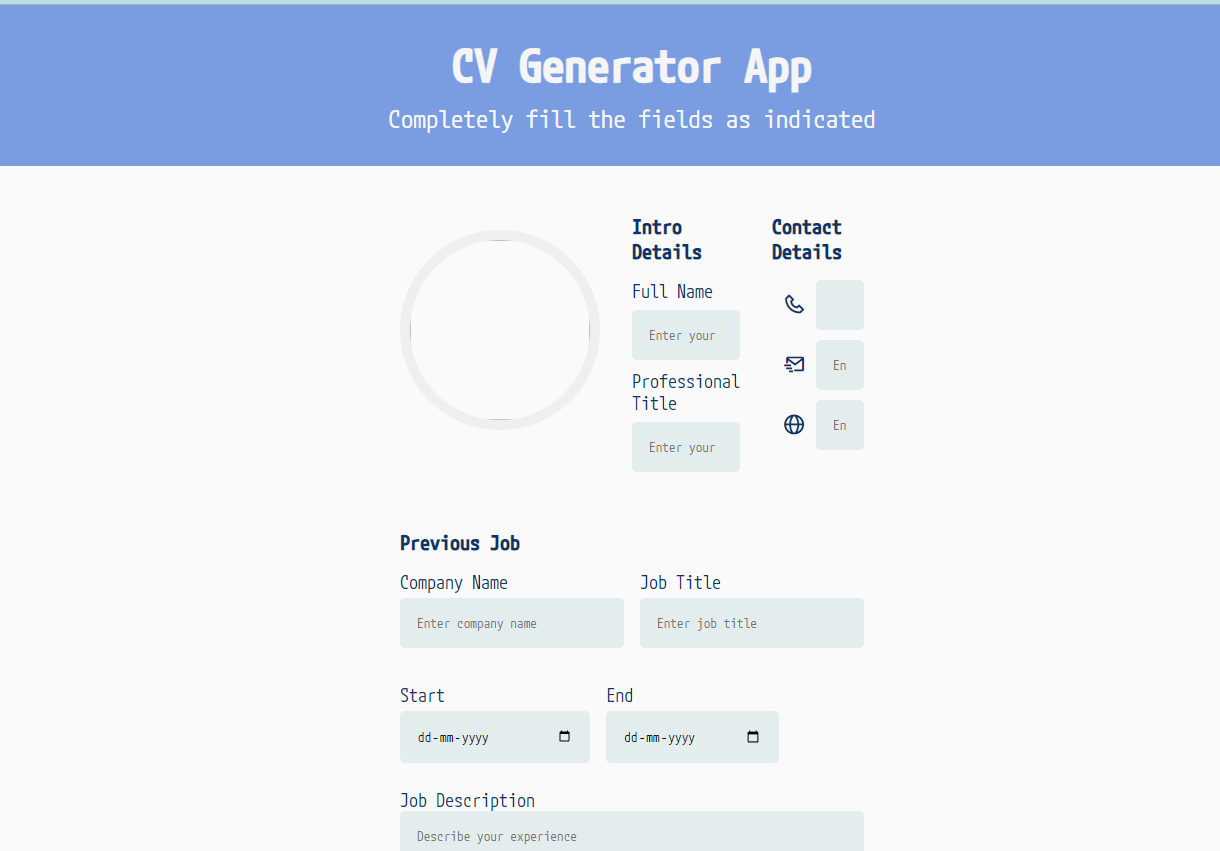 CV Generator App
Completely fill the fields as indicated
Intro
Details
Full Name
Enter your
Professional
Title
Enter your
Contact
Details
En
En
Previous Job
Company Name
Enter company name
Job Title
Enter job title
Start
dd-mm-yyyy
End
dd-mm-yyyy
Job Description
Describe your experience